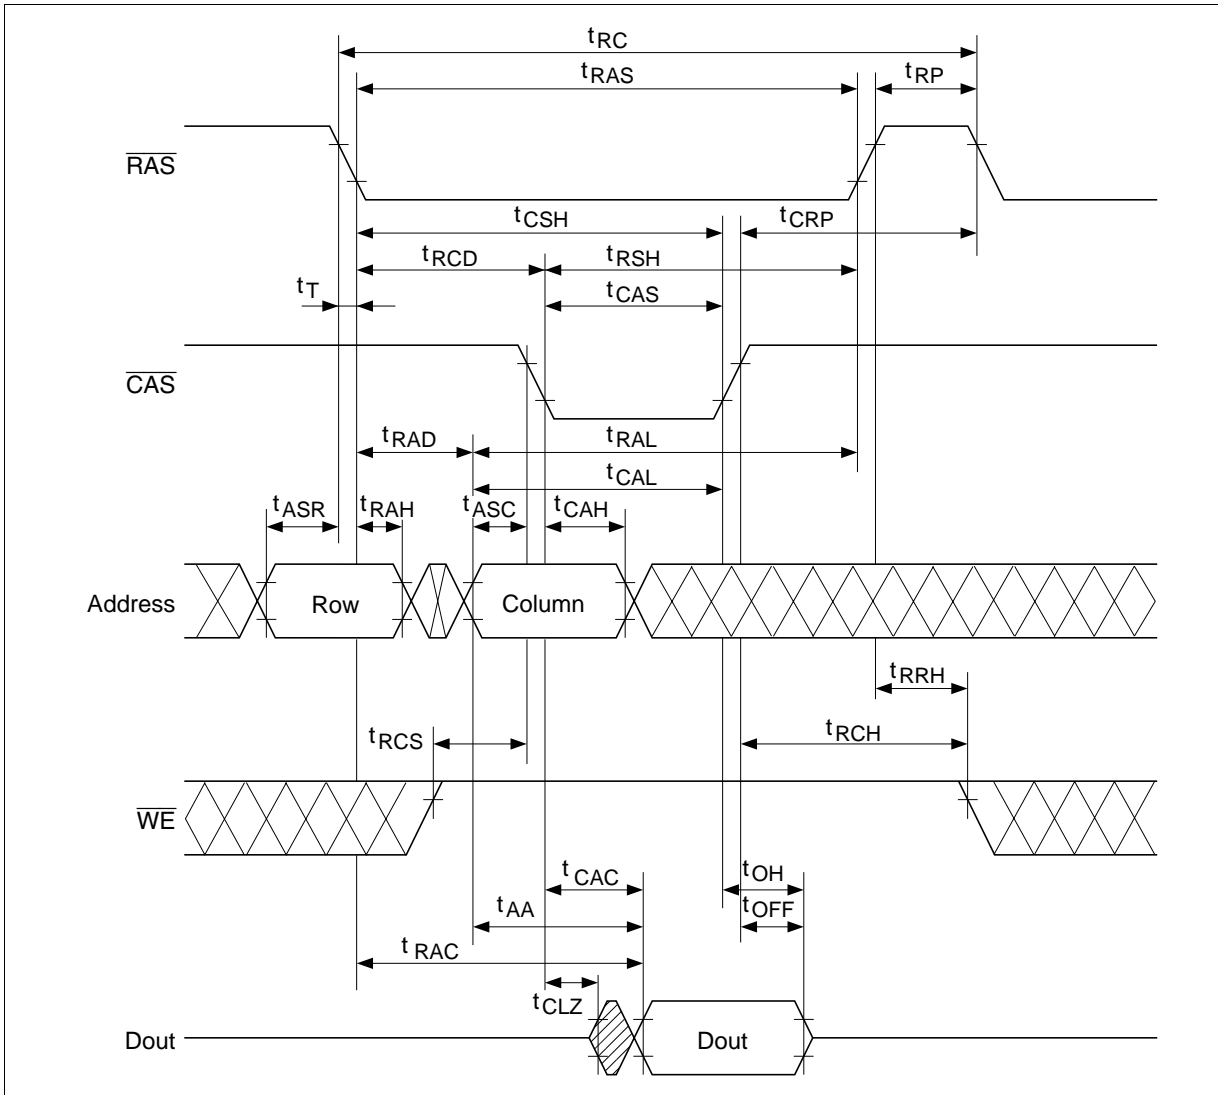 tRC
tRAS tRP
RAS
tCSH tCRP
tRCD tRSH
tT tCAS
CAS
tRAD tRAL
tCAL
tASR tRAH tASC tCAH
Address Row Column
tRRH
tRCS tRCH
WE
tCAC tOH
tAA tOFF
tRAC
tCLZ
Dout Dout